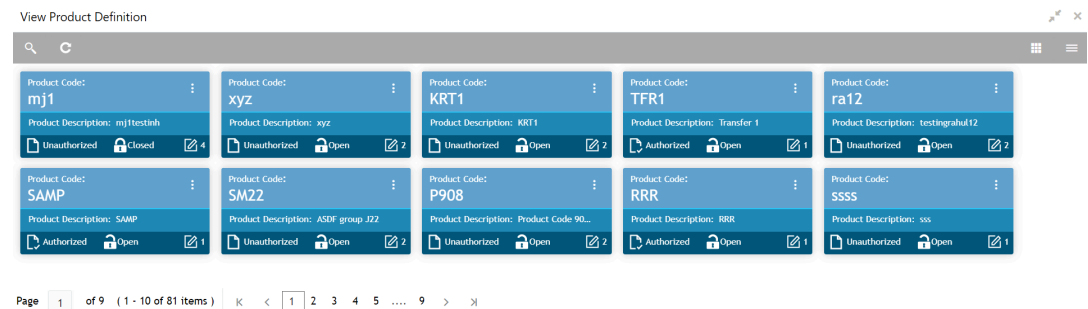 View Product Definition
Product Code: Product Code: Product Code: Product Code: Product Code:
mj1 xyz KRT1 TFR1 ra12
Product Description: mj1testinh Product Description: xyz Product Description: KRT1 Product Description: Transfer 1 Product Description: testingrahul12
Unauthorized Closed 4 Unauthorized Open 2 Unauthorized Open 2 Authorized Open 1 Unauthorized Open 2
Product Code: Product Code: Product Code: Product Code: Product Code:
SAMP SM22 P908 RRR ssss
Product Description: SAMP Product Description: ASDF group J22 Product Description: Product Code 90... Product Description: RRR Product Description: sss
Authorized Open 1 Unauthorized Open 2 Unauthorized Open 2 Authorized Open 1 Unauthorized Open 1
Page 1 of 9 ( 1 - 10 of 81 items ) 1 2 3 4 5 .... 9